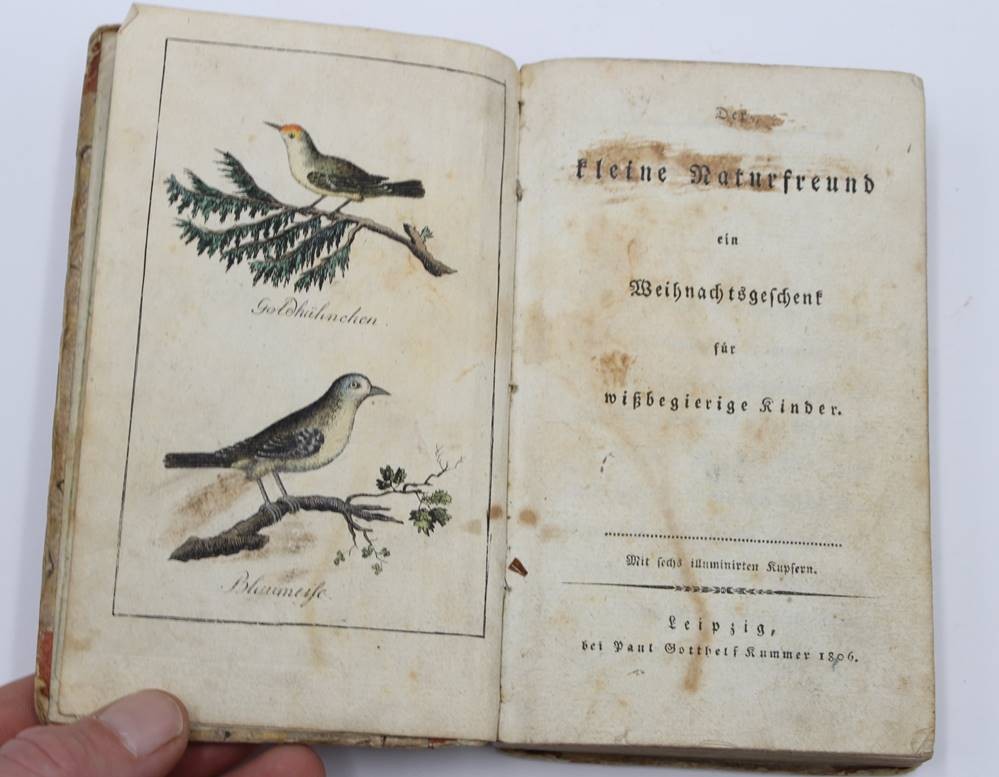 Goldhühnchen.
Blaumeise.
Der
kleine Naturfreund
ein
Weihnachtsgeschenk
für
wißbegierige Kinder.
Mit sechs illuminirten Kupfern.
Leipzig,
bei Paul Gotthelf Kummer 1806.